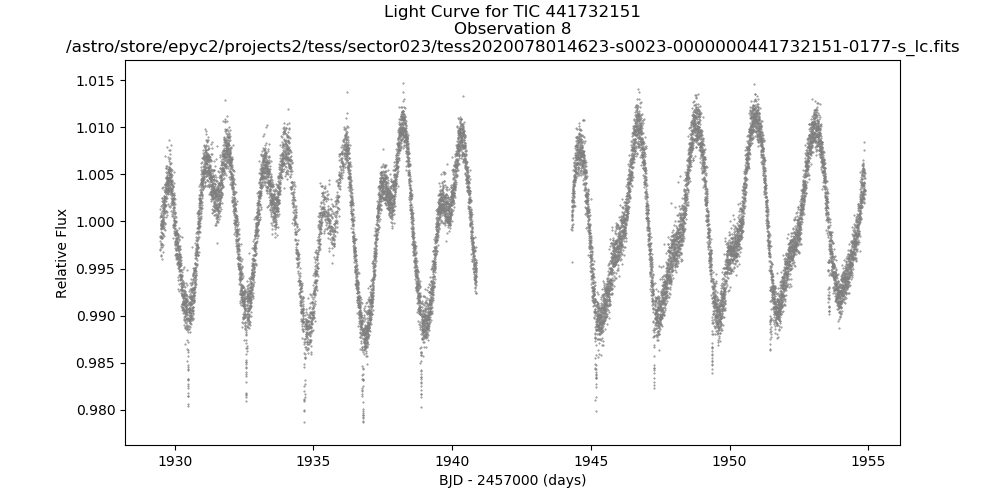 Light Curve for TIC 441732151
Observation 8
/astro/store/epyc2/projects2/tess/sector023/tess2020078014623-s0023-0000000441732151-0177-s_lc.fits
1.015
1.010
1.005
1.000
0.995
0.990
0.985
0.980
Relative Flux
1930
1935
1940
1945
1950
1955
BJD - 2457000 (days)